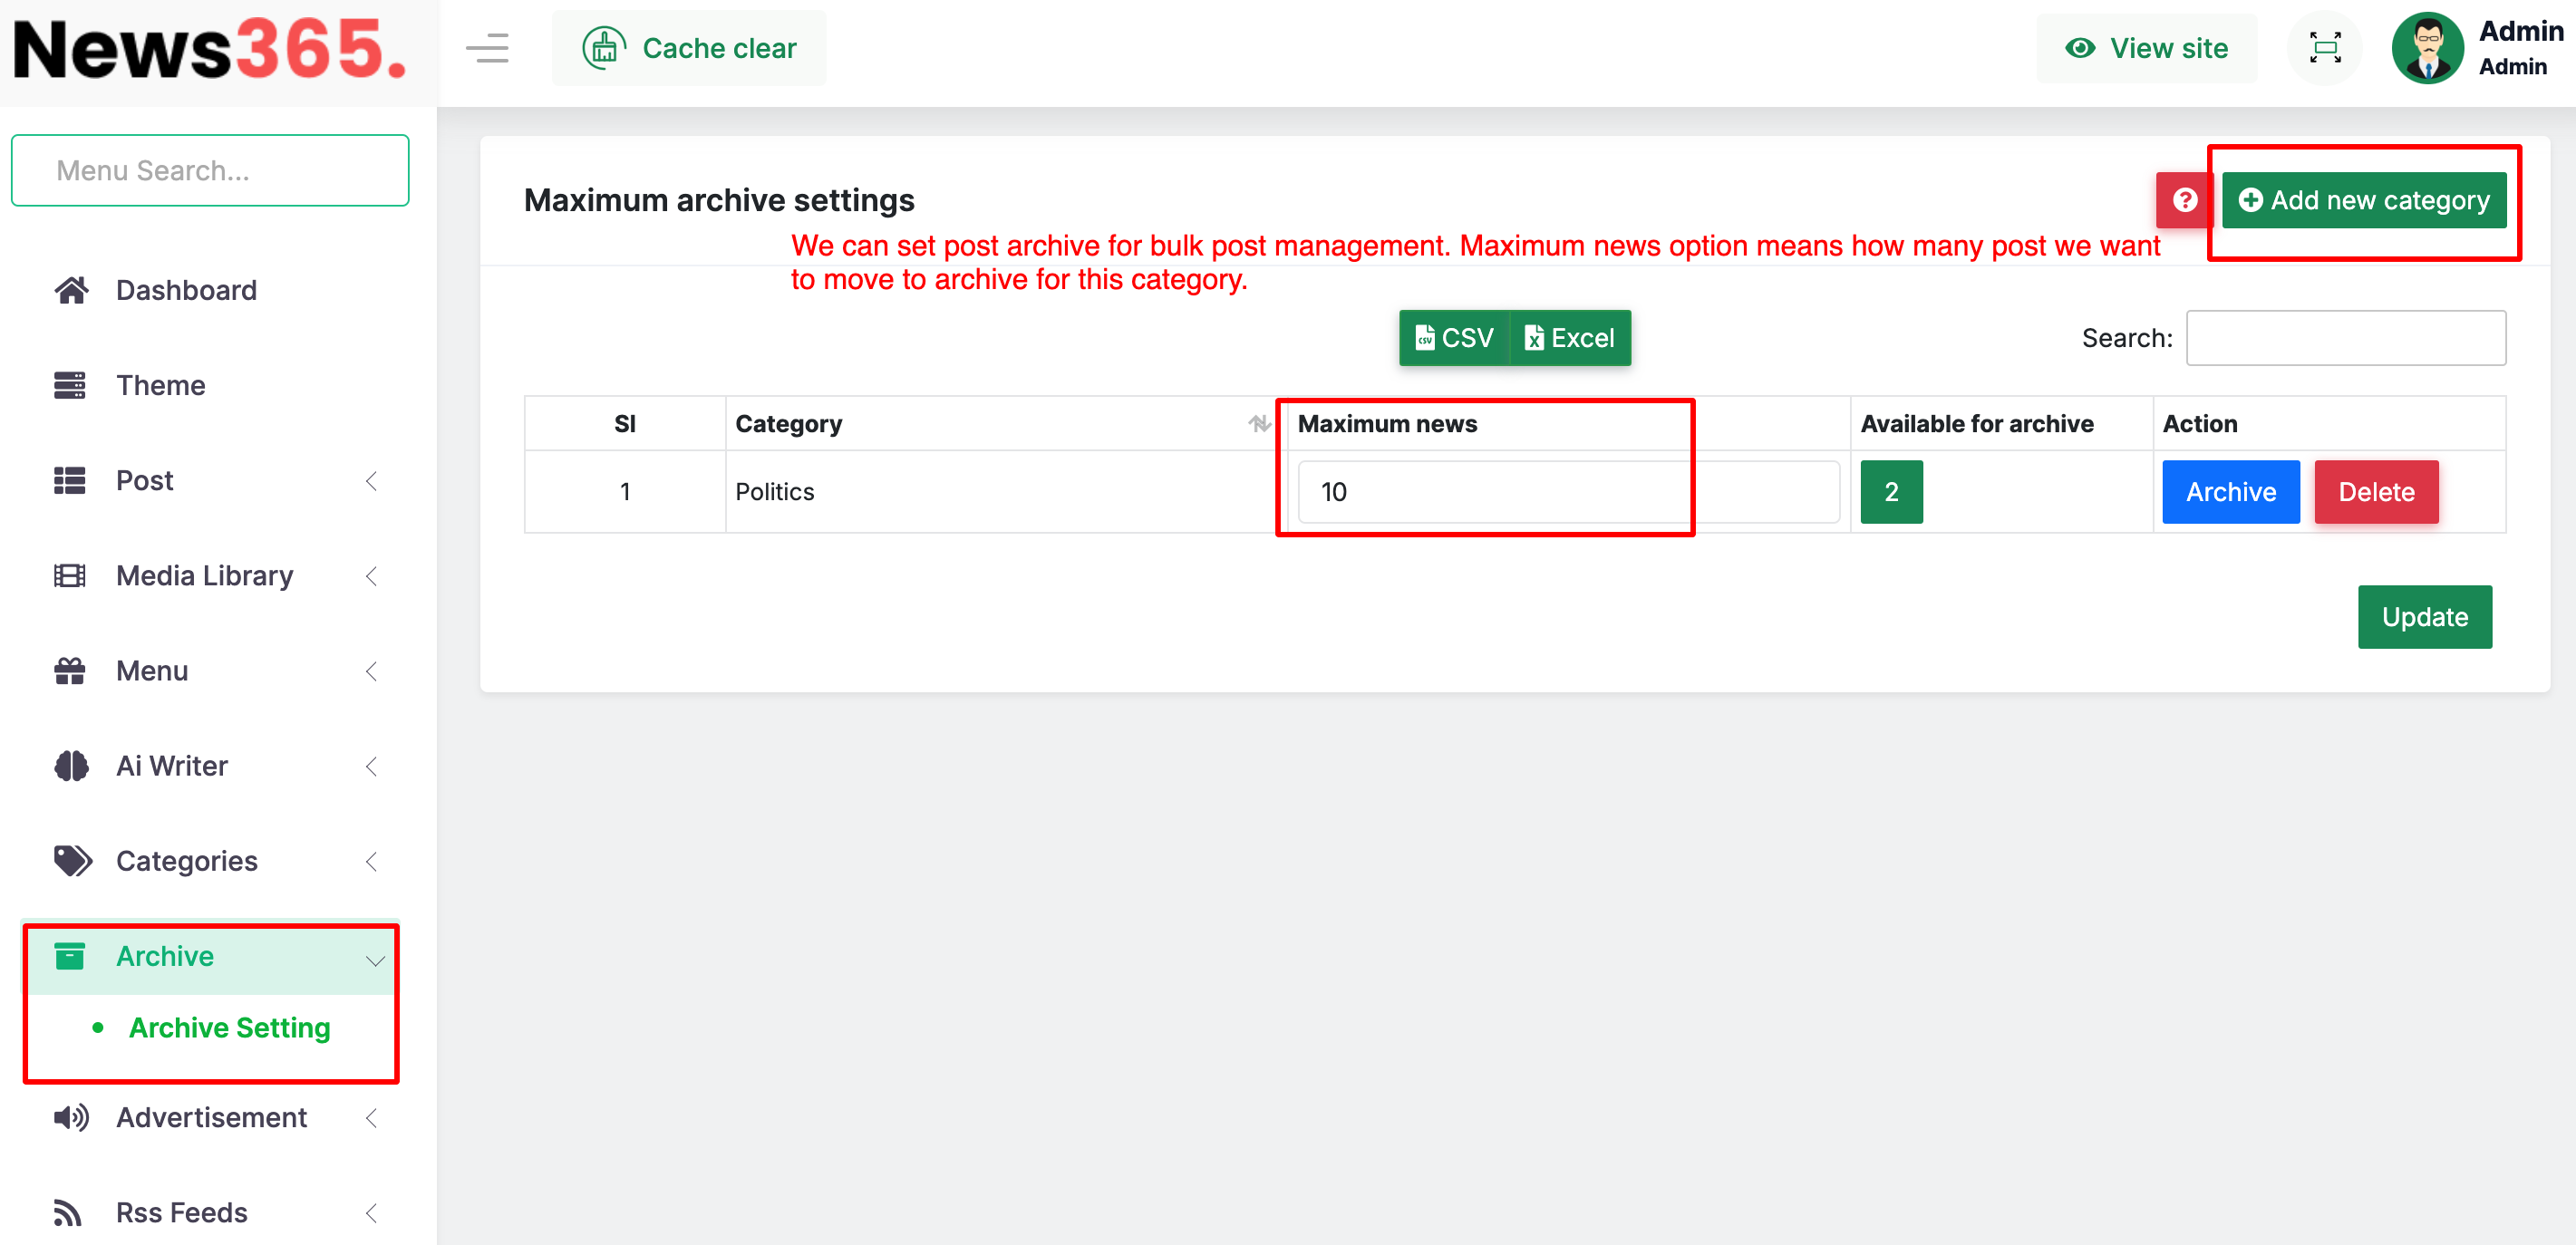 News365.
Cache clear
View site
Admin
Admin
Menu Search...
Dashboard
Theme
Post
Media Library
Menu
Ai Writer
Categories
Archive
Archive Setting
Advertisement
Rss Feeds
Maximum archive settings
Add new category
We can set post archive for bulk post management. Maximum news option means how many post we want
to move to archive for this category.
CSV Excel
Search:
Sl Category Maximum news Available for archive Action
1 Politics 10 2 Archive Delete
Update